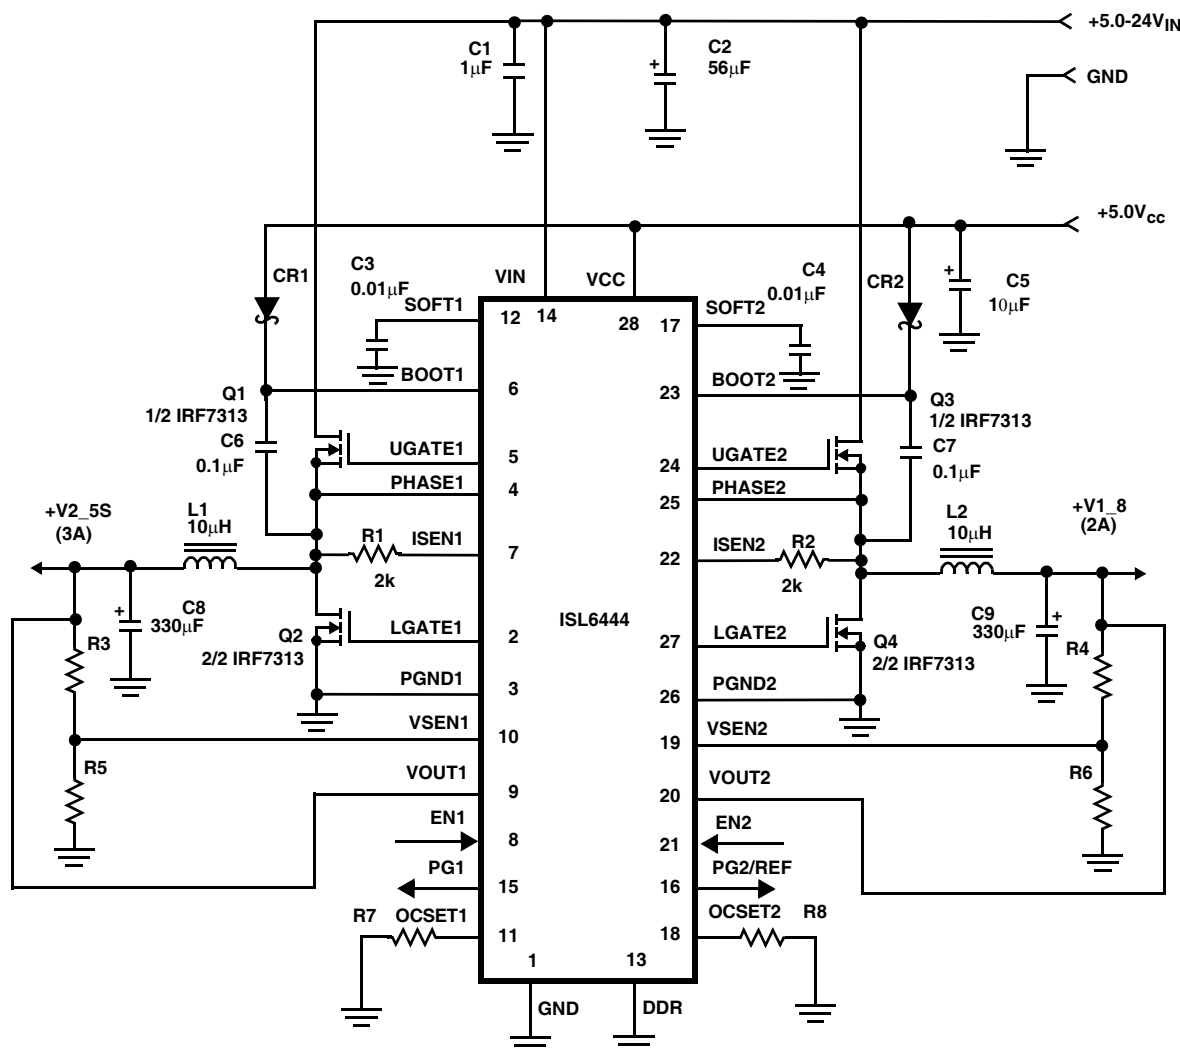 +5.0-24VIN
C1
1µF
C2
56µF
GND
+5.0Vcc
CR1
C3
0.01µF
VIN
VCC
C4
0.01µF
CR2
C5
10µF
SOFT1
12
14
28
17
SOFT2
BOOT1
6
23
BOOT2
Q1
1/2 IRF7313
C6
0.1µF
Q3
1/2 IRF7313
C7
0.1µF
UGATE1
5
24
UGATE2
PHASE1
4
25
PHASE2
+V2_5S
(3A)
L1
10µH
R1
2k
ISEN1
7
22
ISEN2
R2
2k
L2
10µH
+V1_8
(2A)
C8
330µF
Q2
2/2 IRF7313
LGATE1
2
ISL6444
27
LGATE2
Q4
2/2 IRF7313
C9
330µF
R3
R4
PGND1
3
26
PGND2
VSEN1
10
19
VSEN2
R5
R6
VOUT1
9
20
VOUT2
EN1
8
21
EN2
PG1
15
16
PG2/REF
R7
OCSET1
11
18
OCSET2
R8
1
13
GND
DDR